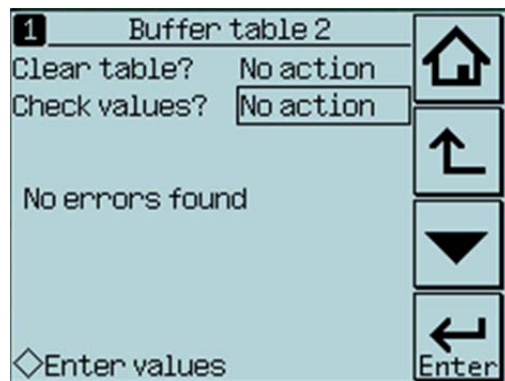 1 Buffer table 2
Clear table? No action
Check values? No action
No errors found
◇Enter values
Enter